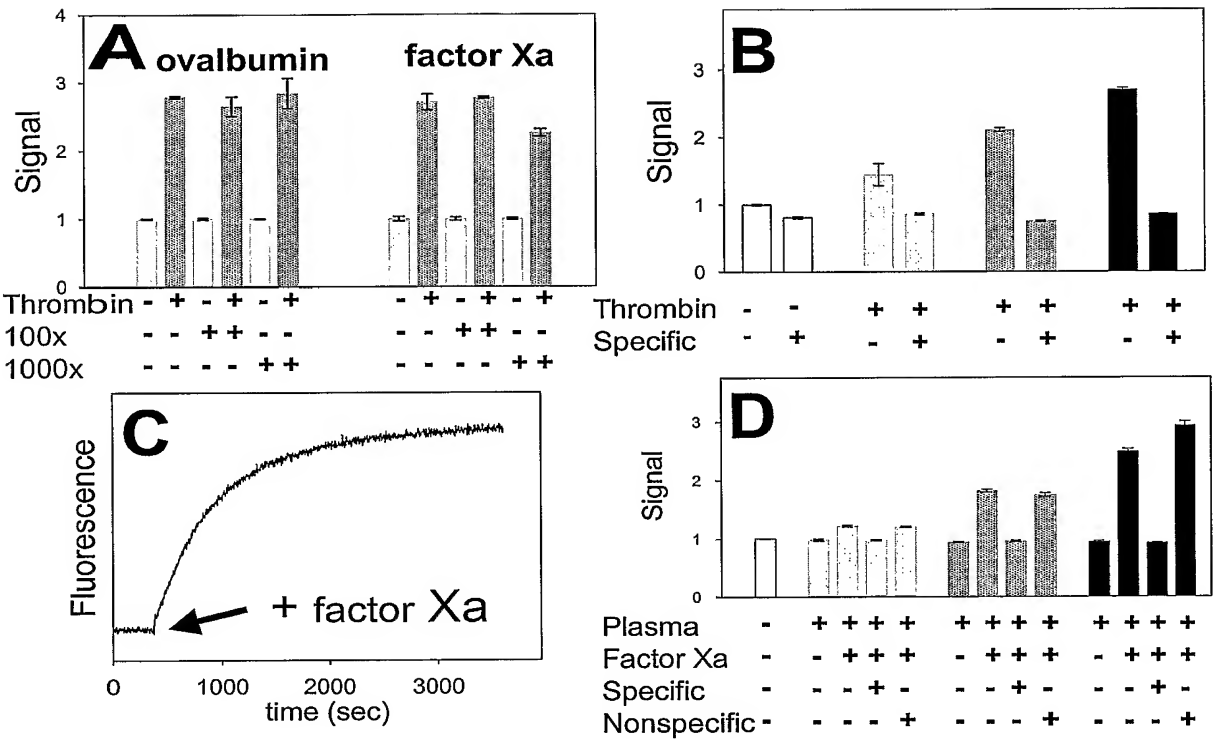 A ovalbumin factor Xa
Signal
4
3
2
1
0
Thrombin - + - + - + - + - + - +
100x - - + + - - - - + + - -
1000x - - - - + + - - - - + +
B
Signal
3
2
1
0
Thrombin - - + + + + + +
Specific - + - + - + - +
C
Fluorescence
+ factor Xa
0 1000 2000 3000
time (sec)
D
Signal
3
2
1
0
Plasma - + + + + + + + + + + + +
Factor Xa - - + + + - + + + - + + +
Specific - - - + - - - + - - - + -
Nonspecific - - - - + - - - + - - - +